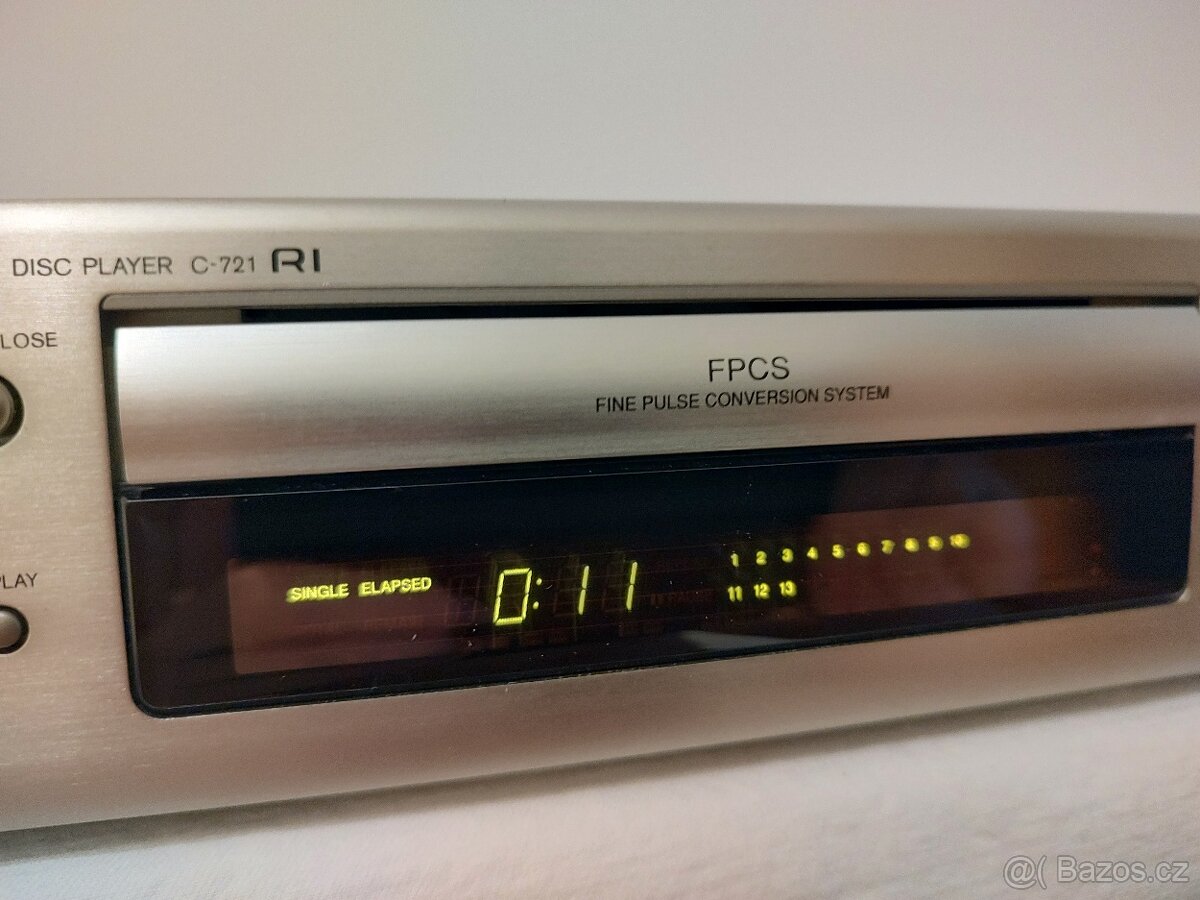 DISC PLAYER C-721 RI
LOSE
FPCS
FINE PULSE CONVERSION SYSTEM
LAY
SINGLE ELAPSED 0:11
1 2 3 4 5 6 7 8 9 10
11 12 13
@( Bazos.cz